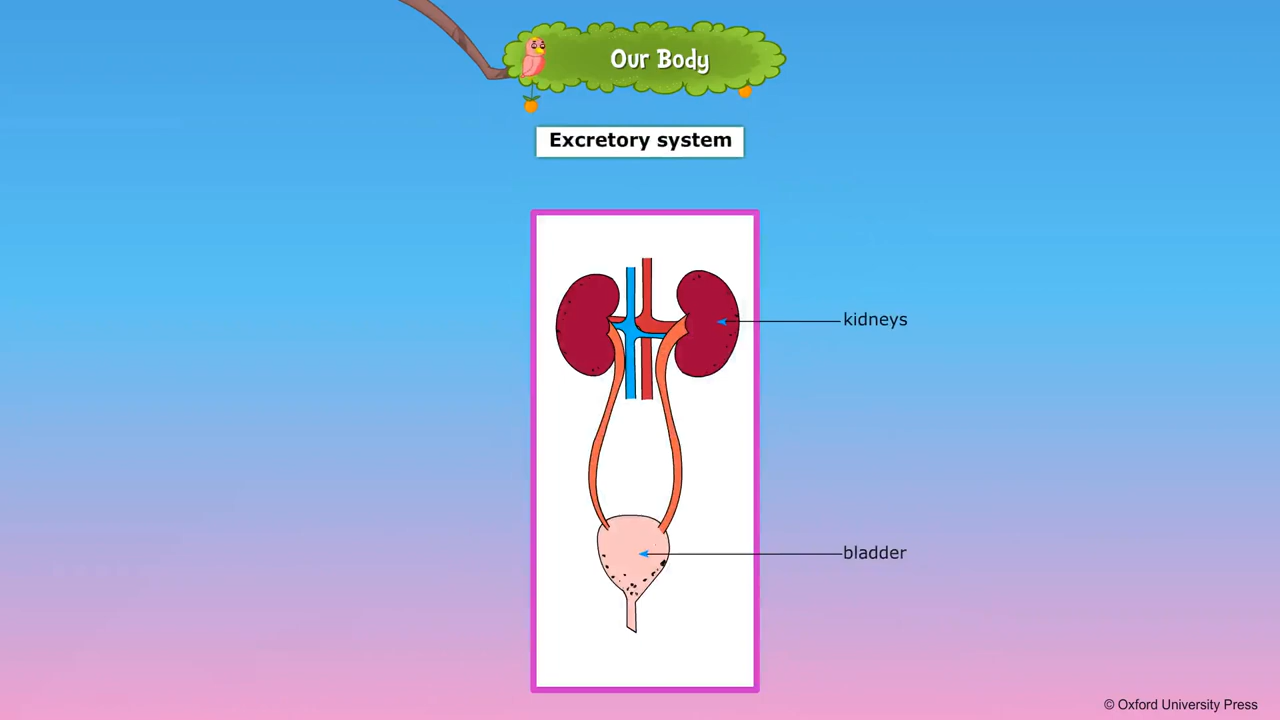 Our Body
Excretory system
kidneys
bladder
© Oxford University Press